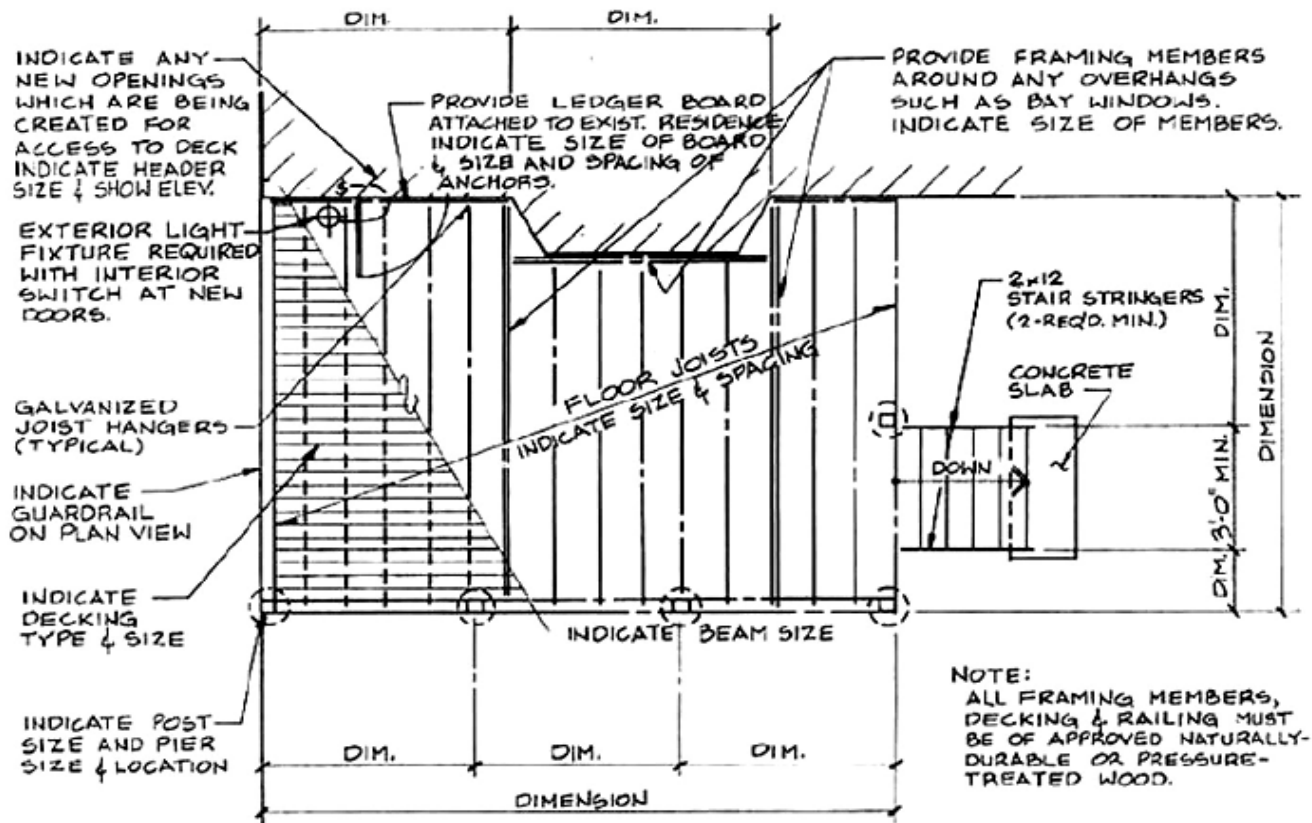 DIM.
DIM.
INDICATE ANY
NEW OPENINGS
WHICH ARE BEING
CREATED FOR
ACCESS TO DECK
INDICATE HEADER
SIZE & SHOW ELEV.
PROVIDE LEDGER BOARD
ATTACHED TO EXIST. RESIDENCE
INDICATE SIZE OF BOARD
& SIZE AND SPACING OF
ANCHORS.
PROVIDE FRAMING MEMBERS
AROUND ANY OVERHANGS
SUCH AS BAY WINDOWS.
INDICATE SIZE OF MEMBERS.
$
EXTERIOR LIGHT
FIXTURE REQUIRED
WITH INTERIOR
SWITCH AT NEW
DOORS.
2x12
STAIR STRINGERS
(2-REQ'D. MIN.)
DIM.
DIMENSION
CONCRETE
SLAB
FLOOR JOISTS
INDICATE SIZE & SPACING
GALVANIZED
JOIST HANGERS
(TYPICAL)
DOWN
3'-0" MIN.
DM.
INDICATE
GUARDRAIL
ON PLAN VIEW
INDICATE
DECKING
TYPE & SIZE
INDICATE BEAM SIZE
INDICATE POST
SIZE AND PIER
SIZE & LOCATION
DIM.
DIM.
DIM.
DIMENSION
NOTE:
ALL FRAMING MEMBERS,
DECKING & RAILING MUST
BE OF APPROVED NATURALLY-
DURABLE OR PRESSURE-
TREATED WOOD.